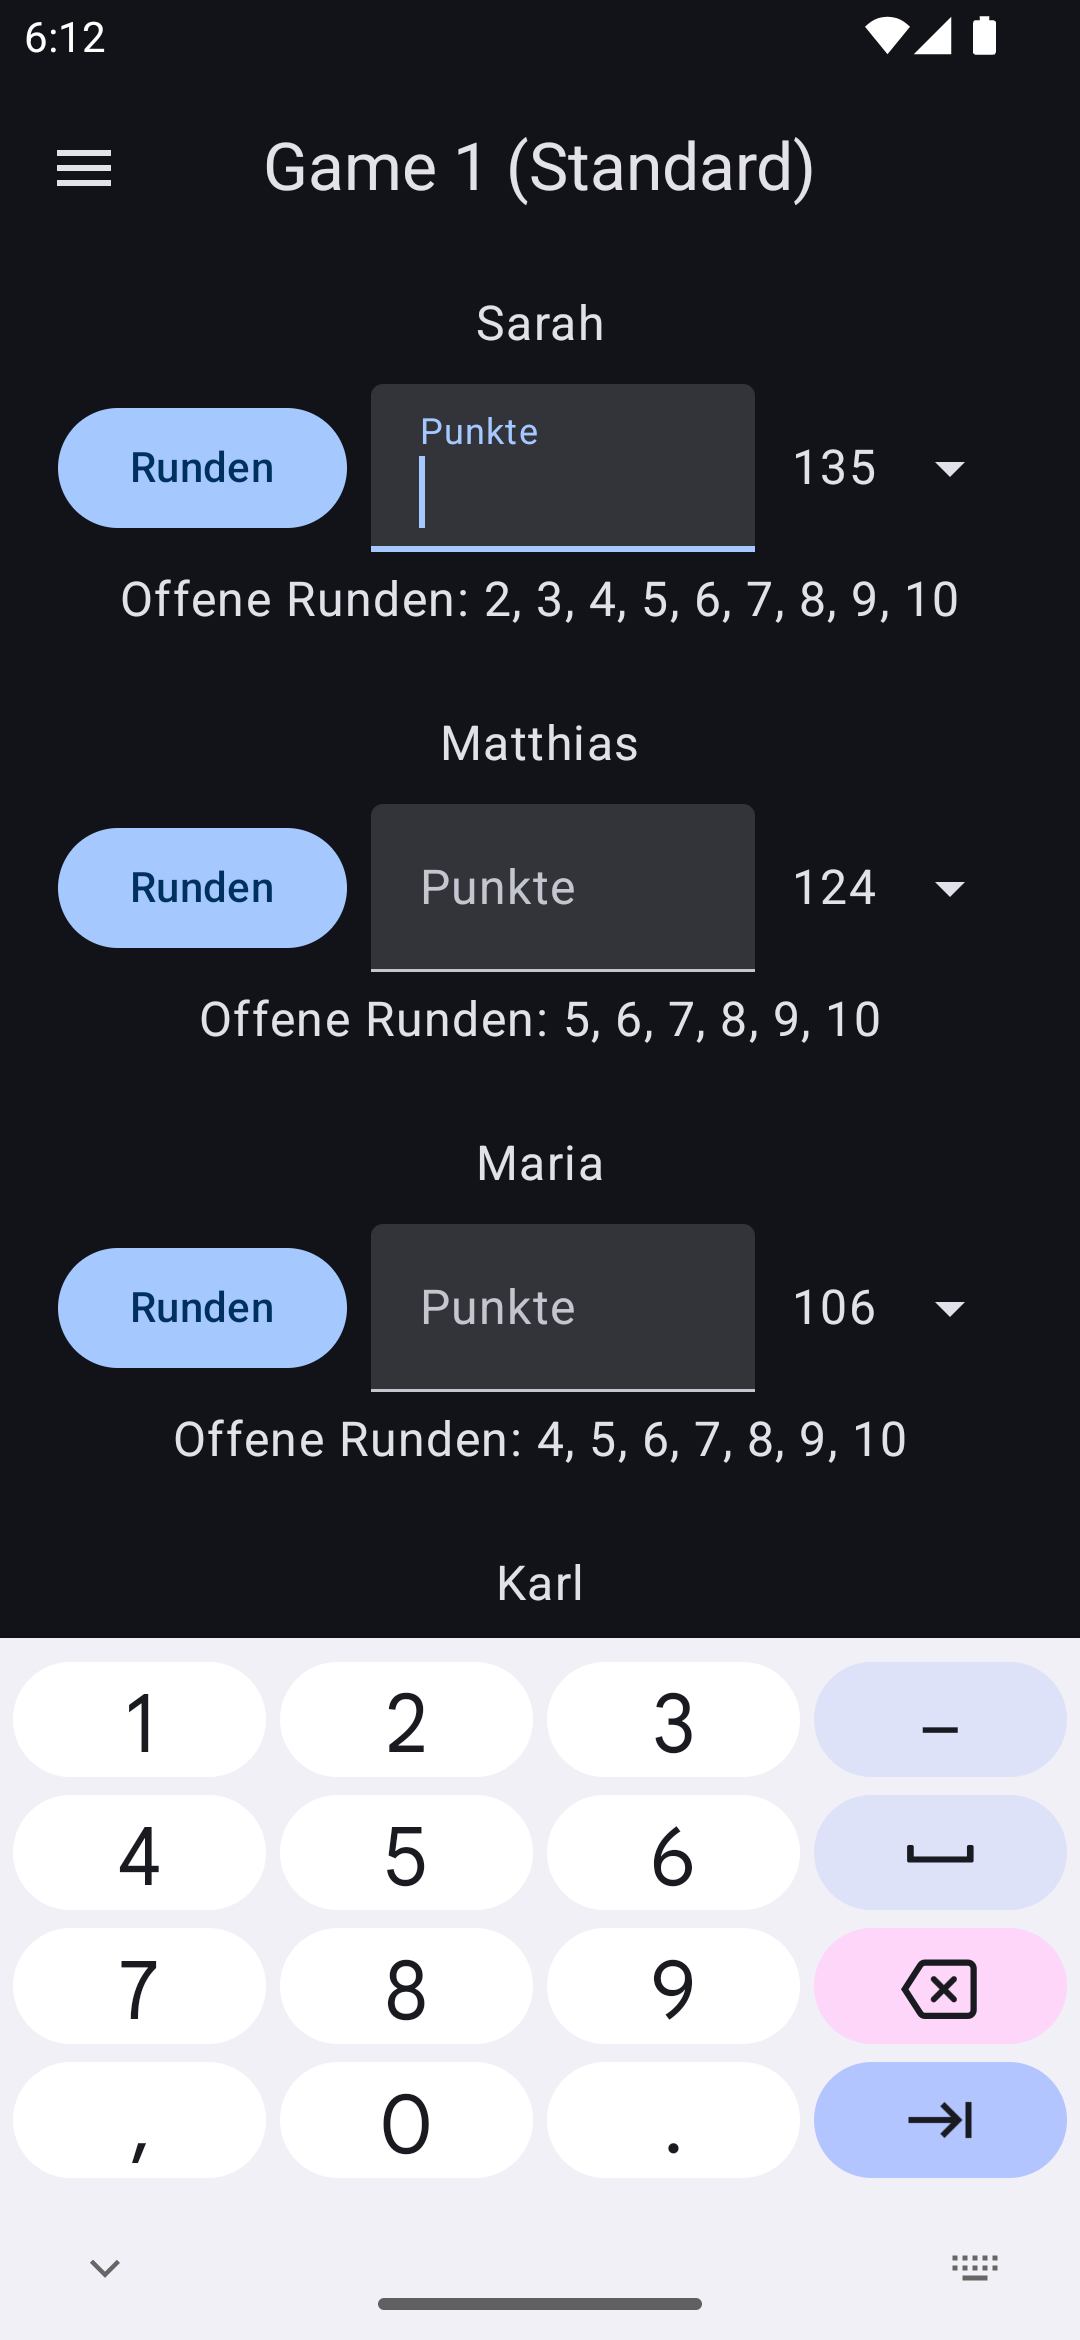 6:12
Game 1 (Standard)
Sarah
Runden
Punkte
135
Offene Runden: 2, 3, 4, 5, 6, 7, 8, 9, 10
Matthias
Runden
Punkte
124
Offene Runden: 5, 6, 7, 8, 9, 10
Maria
Runden
Punkte
106
Offene Runden: 4, 5, 6, 7, 8, 9, 10
Karl
1 2 3 –
4 5 6
7 8 9
, 0 .